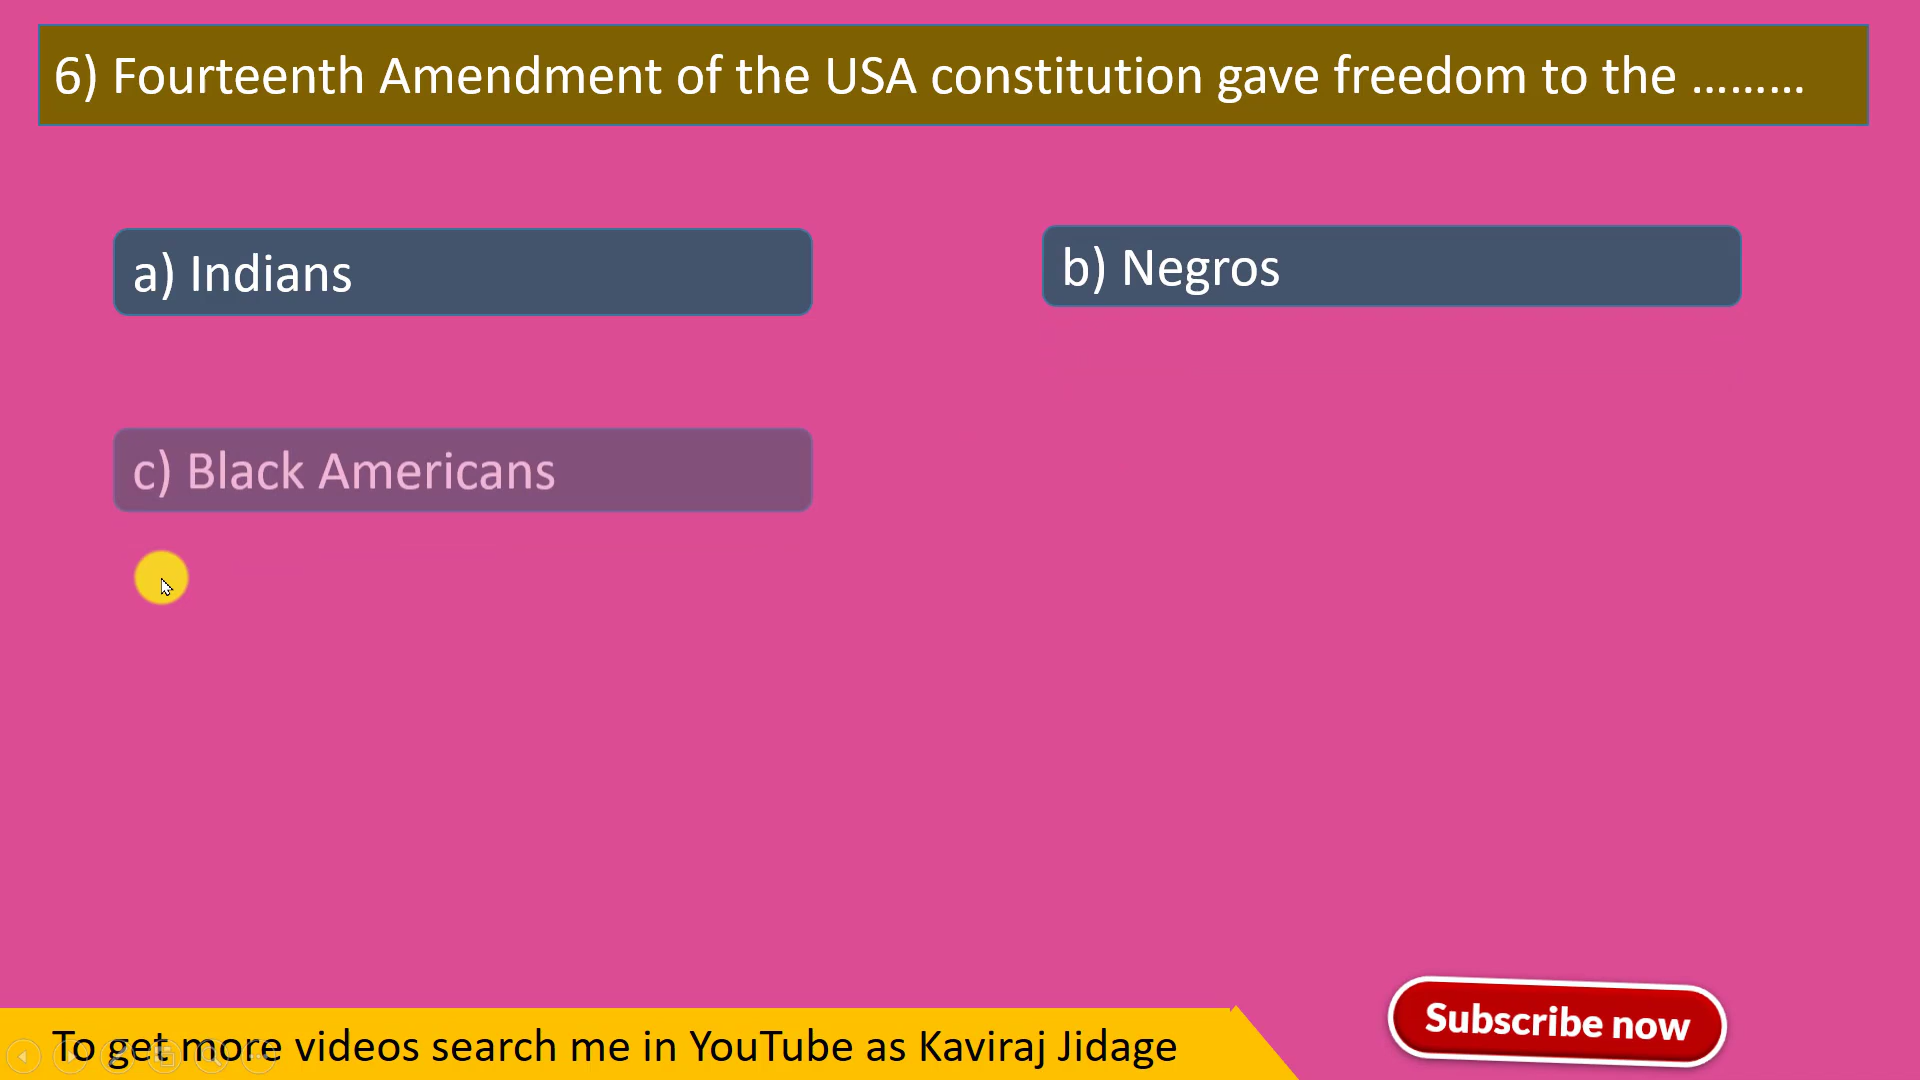 6) Fourteenth Amendment of the USA constitution gave freedom to the .........
a) Indians
b) Negros
c) Black Americans
To get more videos search me in YouTube as Kaviraj Jidage
Subscribe now